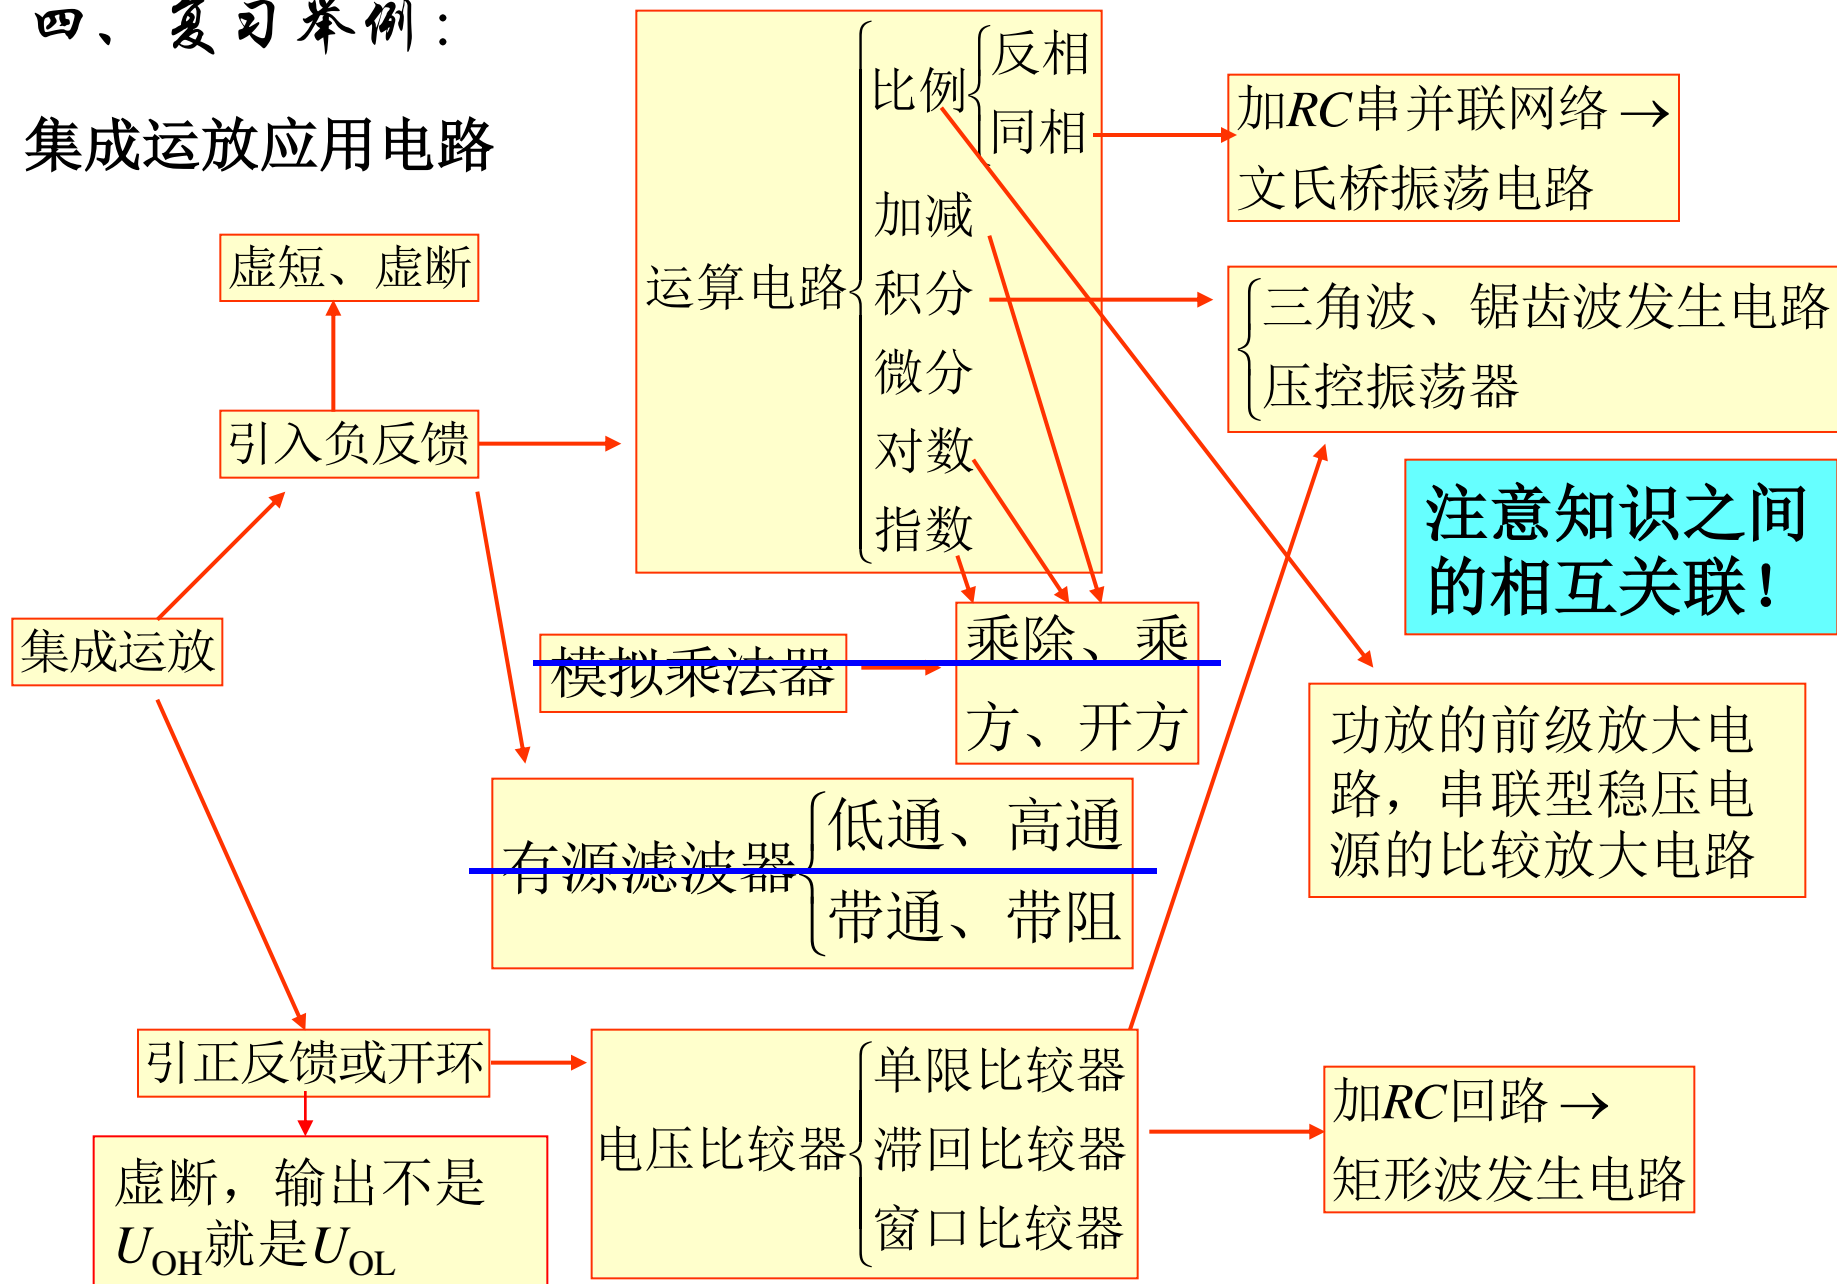 四、复习举例：
集成运放应用电路
虚短、虚断
引入负反馈
集成运放
引正反馈或开环
虚断，输出不是
U_OH就是U_OL
运算电路
比例
反相
同相
加减
积分
微分
对数
指数
加RC串并联网络→
文氏桥振荡电路
三角波、锯齿波发生电路
压控振荡器
注意知识之间
的相互关联！
模拟乘法器
乘除、乘
方、开方
功放的前级放大电
路，串联型稳压电
源的比较放大电路
有源滤波器
低通、高通
带通、带阻
电压比较器
单限比较器
滞回比较器
窗口比较器
加RC回路→
矩形波发生电路